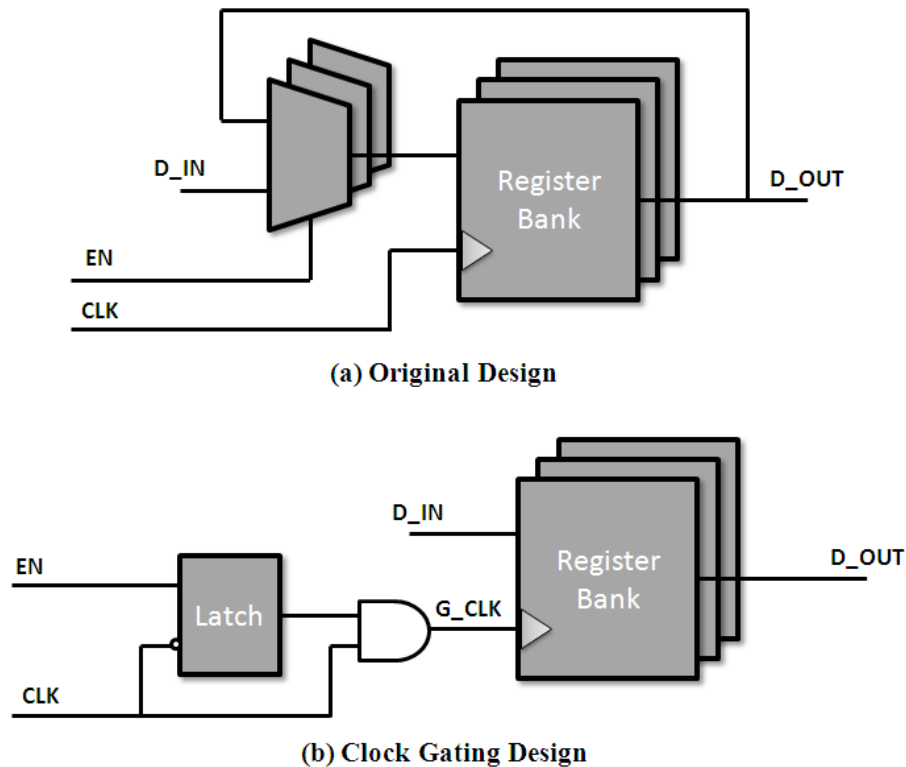 D_IN
Register
Bank
D_OUT
EN
CLK
(a) Original Design
D_IN
EN
Register
Bank
D_OUT
Latch
G_CLK
CLK
(b) Clock Gating Design